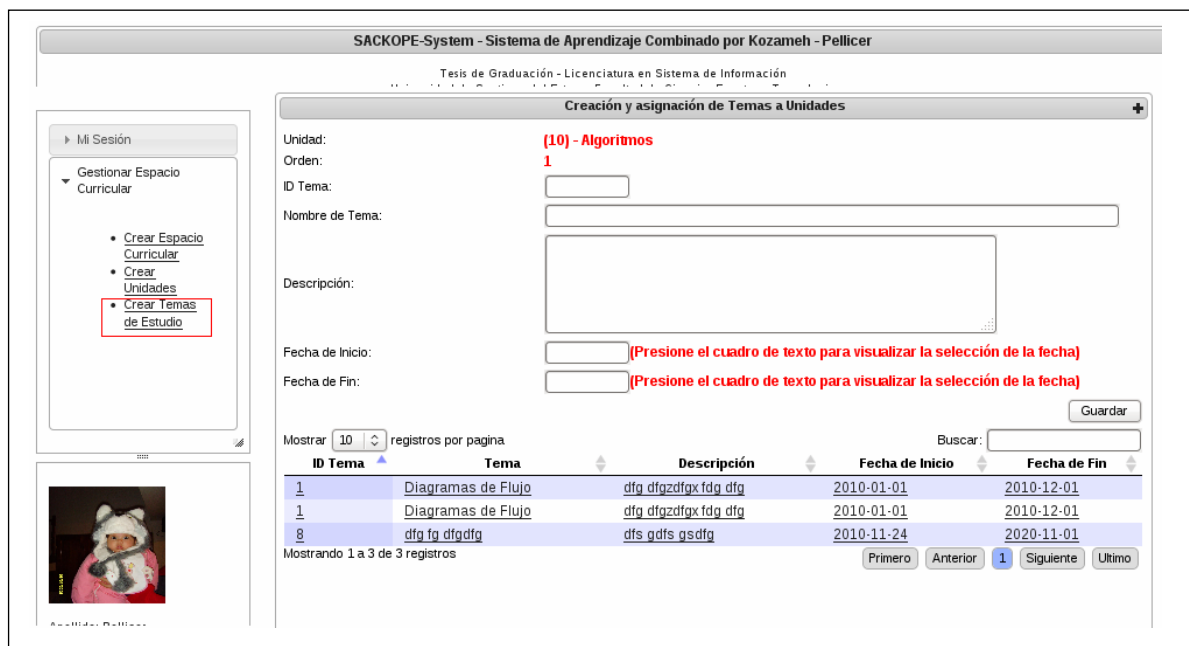 SACKOPE-System - Sistema de Aprendizaje Combinado por Kozameh - Pellicer
Tesis de Graduación - Licenciatura en Sistema de Información
Mi Sesión
Gestionar Espacio
Curricular
Crear Espacio
Curricular
Crear
Unidades
Crear Temas
de Estudio
Creación y asignación de Temas a Unidades
Unidad: (10) - Algoritmos
Orden: 1
ID Tema:
Nombre de Tema:
Descripción:
Fecha de Inicio: (Presione el cuadro de texto para visualizar la selección de la fecha)
Fecha de Fin: (Presione el cuadro de texto para visualizar la selección de la fecha)
Guardar
Mostrar 10 registros por pagina Buscar:
ID Tema Tema Descripción Fecha de Inicio Fecha de Fin
1 Diagramas de Flujo dfg dfgzdfgx fdg dfg 2010-01-01 2010-12-01
1 Diagramas de Flujo dfg dfgzdfgx fdg dfg 2010-01-01 2010-12-01
8 dfg fg dfgdfg dfs gdfs gsdfg 2010-11-24 2020-11-01
Mostrando 1 a 3 de 3 registros Primero Anterior 1 Siguiente Ultimo